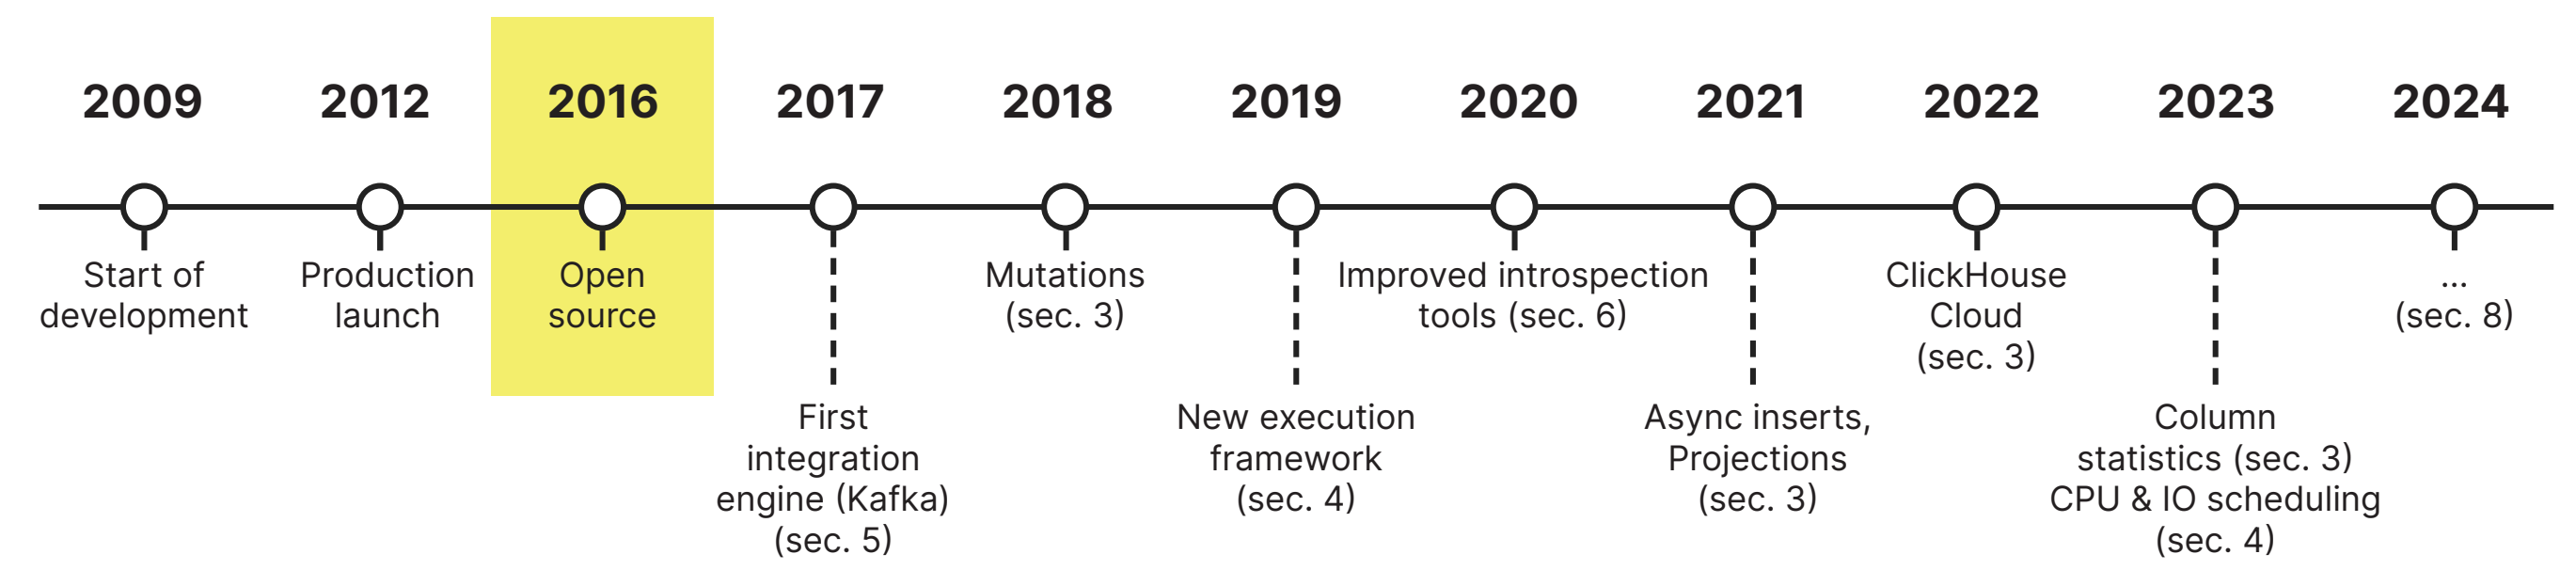 2009
Start of
development
2012
Production
launch
2016
Open
source
2017
First
integration
engine (Kafka)
(sec. 5)
2018
Mutations
(sec. 3)
2019
New execution
framework
(sec. 4)
2020
Improved introspection
tools (sec. 6)
2021
Async inserts,
Projections
(sec. 3)
2022
ClickHouse
Cloud
(sec. 3)
2023
Column
statistics (sec. 3)
CPU & IO scheduling
(sec. 4)
2024
...
(sec. 8)